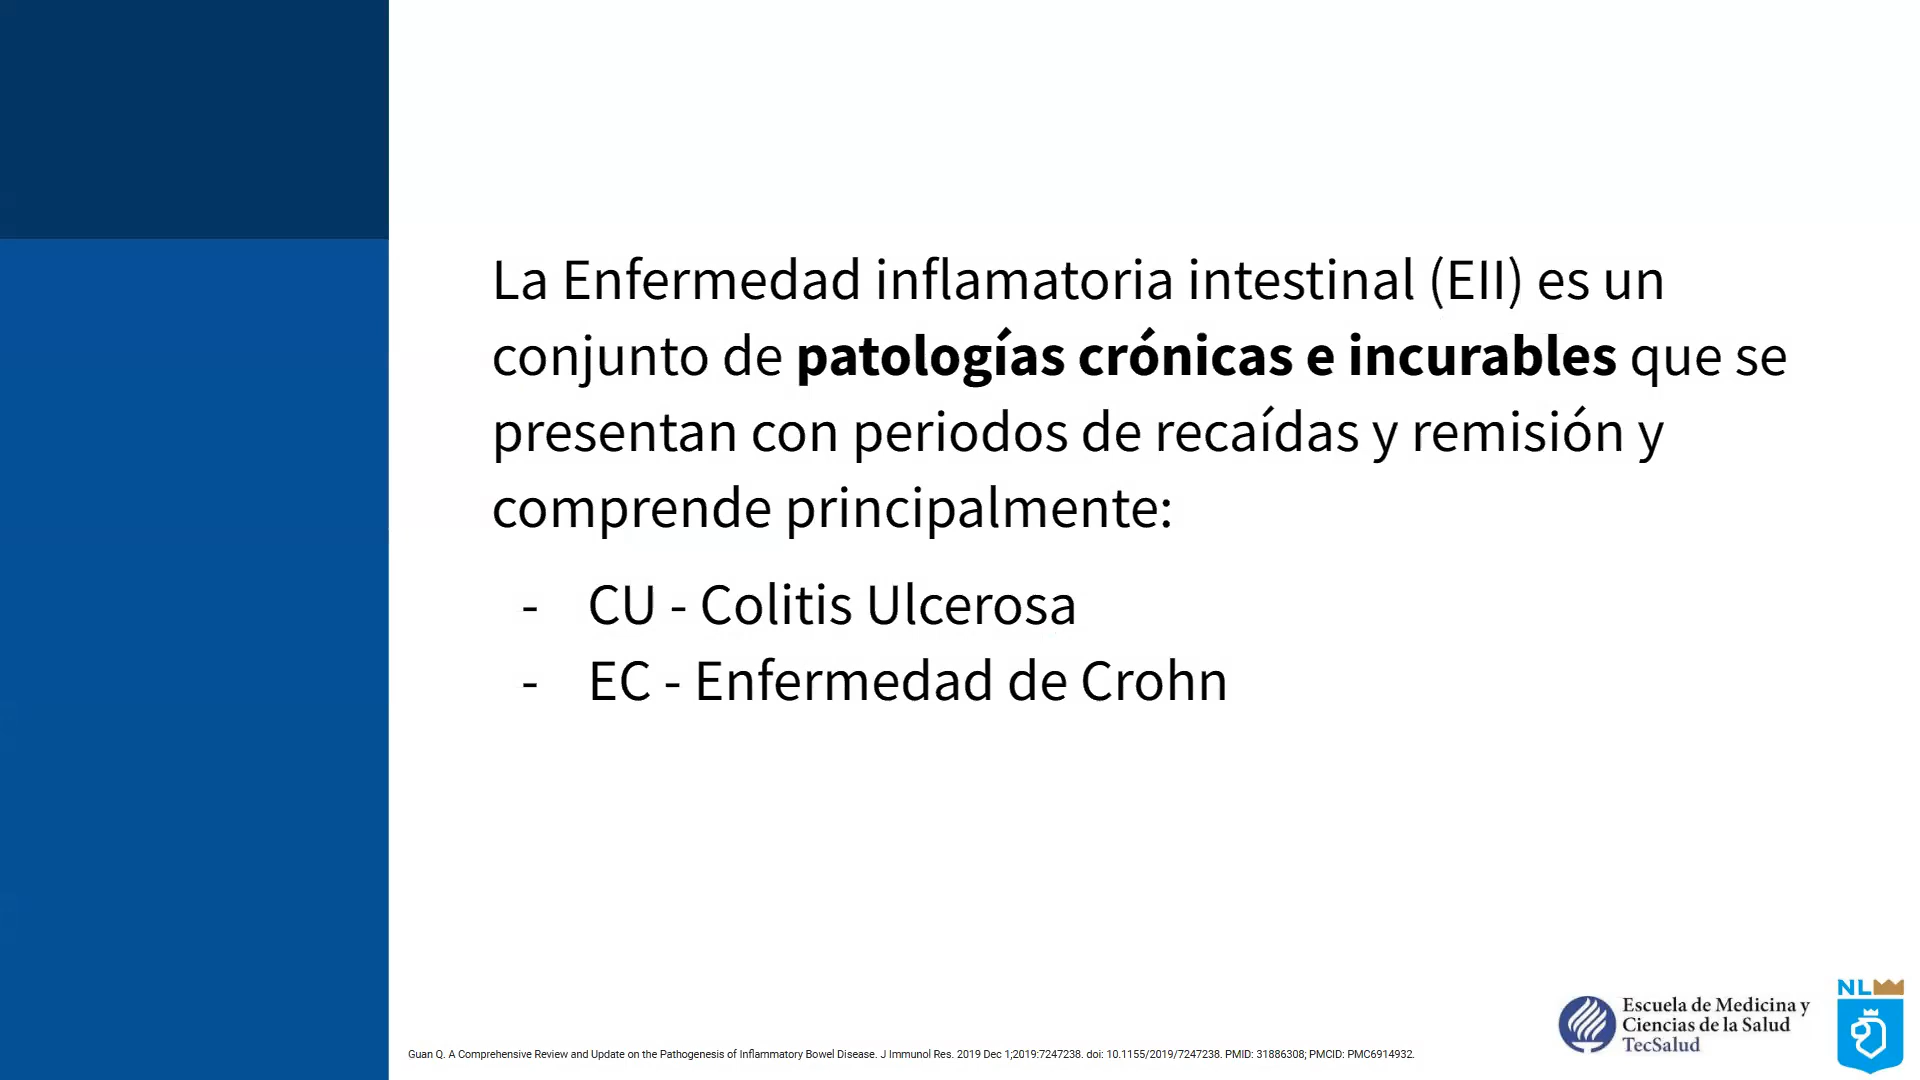 La Enfermedad inflamatoria intestinal (EII) es un
conjunto de patologías crónicas e incurables que se
presentan con periodos de recaídas y remisión y
comprende principalmente:
- CU - Colitis Ulcerosa
- EC - Enfermedad de Crohn
NL
Escuela de Medicina y
Ciencias de la Salud
TecSalud
Guan Q. A Comprehensive Review and Update on the Pathogenesis of Inflammatory Bowel Disease. J Immunol Res. 2019 Dec 1;2019:7247238. doi: 10.1155/2019/7247238. PMID: 31886308; PMCID: PMC6914932.